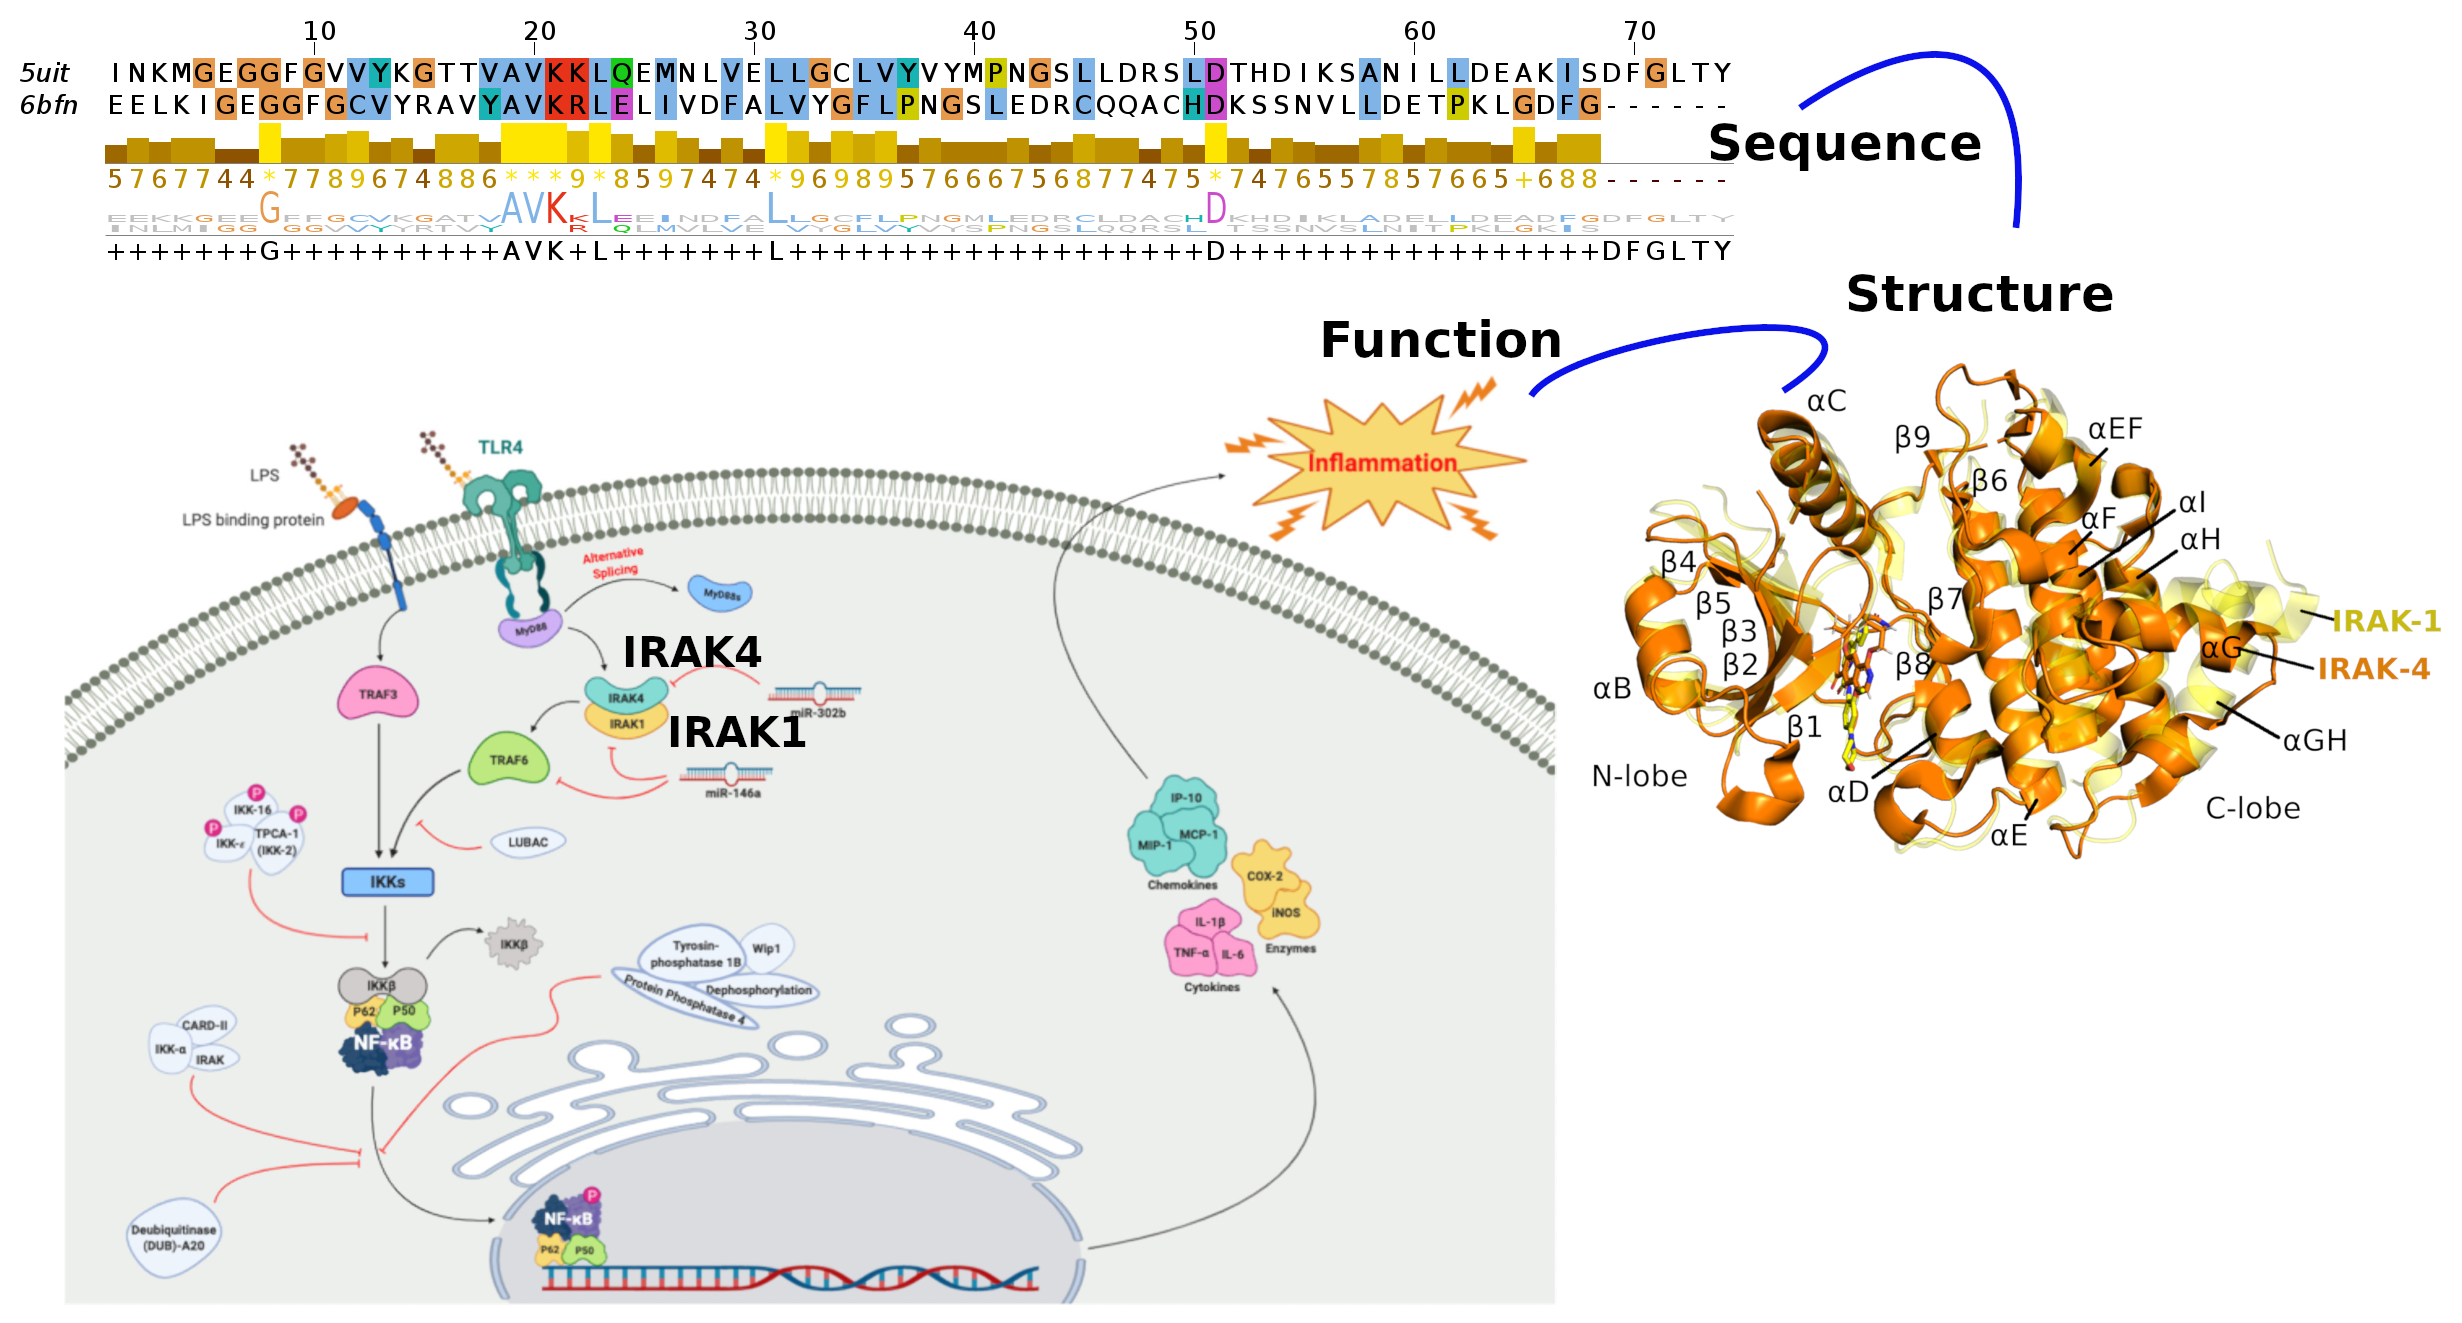 10 20 30 40 50 60 70
5uit INKMGEGGFGVVYKGTTVAVKKLQEMNLVELLGCLVYVYMPNGSLLDRSLDTHDIKSANILLDEAKISDFGLTY
6bfn EELKIGEGGFGCVYRAVYAVKRLELIVDFALVYGFLPNGSLEDRCQQACHDKSSNVLLDETPKLGDFG------
5767744*7789674886***9*8597474*9698957666756877475*7476557857665+688------
+++++++G++++++++++AVK+L+++++++L+++++++++++++++++++D+++++++++++++++++DFGLTY
Sequence
Structure
Function
Inflammation
TLR4
LPS
LPS binding protein
Alternative
Splicing
MyD88s
MyD88
IRAK4
IRAK4
IRAK1
IRAK1
miR-302b
miR-146a
TRAF3
TRAF6
P
IKK-16
P
P
IKK-ε
TPCA-1
(IKK-2)
LUBAC
IKKs
IKKβ
IKKβ
P62
P50
NF-κB
CARD-II
IKK-α
IRAK
Tyrosin-
phosphatase 1B
Wip1
Dephosphorylation
Protein Phosphatase 4
Deubiquitinase
(DUB)-A20
P
NF-κB
P62
P50
IP-10
MCP-1
MIP-1
Chemokines
COX-2
iNOS
Enzymes
IL-1β
TNF-α
IL-6
Cytokines
αC
β9
αEF
β6
αI
αF
αH
β4
β5
β3
β2
β7
β8
αB
β1
IRAK-1
αG
IRAK-4
αGH
N-lobe
αD
αE
C-lobe